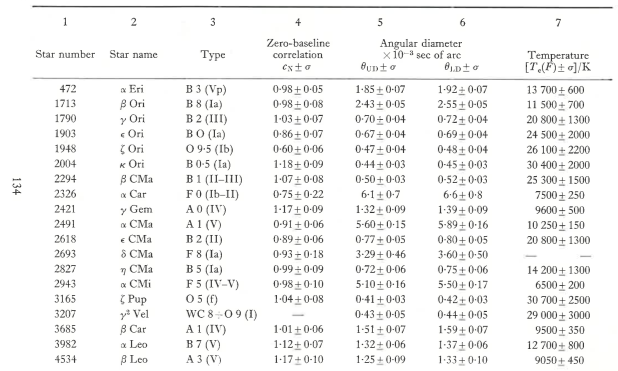 1 2 3 4 5 6 7
Zero-baseline Angular diameter
Star number Star name Type correlation ×10⁻³ sec of arc Temperature
c_N ± σ θ_UD ± σ θ_LD ± σ [T_e(F) ± σ]/K
472 α Eri B 3 (Vp) 0·98 ± 0·05 1·85 ± 0·07 1·92 ± 0·07 13 700 ± 600
1713 β Ori B 8 (Ia) 0·98 ± 0·08 2·43 ± 0·05 2·55 ± 0·05 11 500 ± 700
1790 γ Ori B 2 (III) 1·03 ± 0·07 0·70 ± 0·04 0·72 ± 0·04 20 800 ± 1300
1903 ε Ori B O (Ia) 0·86 ± 0·07 0·67 ± 0·04 0·69 ± 0·04 24 500 ± 2000
1948 ζ Ori O 9·5 (Ib) 0·60 ± 0·06 0·47 ± 0·04 0·48 ± 0·04 26 100 ± 2200
2004 κ Ori B 0·5 (Ia) 1·18 ± 0·09 0·44 ± 0·03 0·45 ± 0·03 30 400 ± 2000
2294 β CMa B 1 (II–III) 1·07 ± 0·08 0·50 ± 0·03 0·52 ± 0·03 25 300 ± 1500
2326 α Car F 0 (Ib–II) 0·75 ± 0·22 6·1 ± 0·7 6·6 ± 0·8 7500 ± 250
2421 γ Gem A 0 (IV) 1·17 ± 0·09 1·32 ± 0·09 1·39 ± 0·09 9600 ± 500
2491 α CMa A 1 (V) 0·91 ± 0·06 5·60 ± 0·15 5·89 ± 0·16 10 250 ± 150
2618 ε CMa B 2 (II) 0·89 ± 0·06 0·77 ± 0·05 0·80 ± 0·05 20 800 ± 1300
2693 δ CMa F 8 (Ia) 0·93 ± 0·18 3·29 ± 0·46 3·60 ± 0·50 — —
2827 η CMa B 5 (Ia) 0·99 ± 0·09 0·72 ± 0·06 0·75 ± 0·06 14 200 ± 1300
2943 α CMi F 5 (IV–V) 0·98 ± 0·10 5·10 ± 0·16 5·50 ± 0·17 6500 ± 200
3165 ζ Pup O 5 (f) 1·04 ± 0·08 0·41 ± 0·03 0·42 ± 0·03 30 700 ± 2500
3207 γ² Vel WC 8 + O 9 (I) — 0·43 ± 0·05 0·44 ± 0·05 29 000 ± 3000
3685 β Car A 1 (IV) 1·01 ± 0·06 1·51 ± 0·07 1·59 ± 0·07 9500 ± 350
3982 α Leo B 7 (V) 1·12 ± 0·07 1·32 ± 0·06 1·37 ± 0·06 12 700 ± 800
4534 β Leo A 3 (V) 1·17 ± 0·10 1·25 ± 0·09 1·33 ± 0·10 9050 ± 450
134